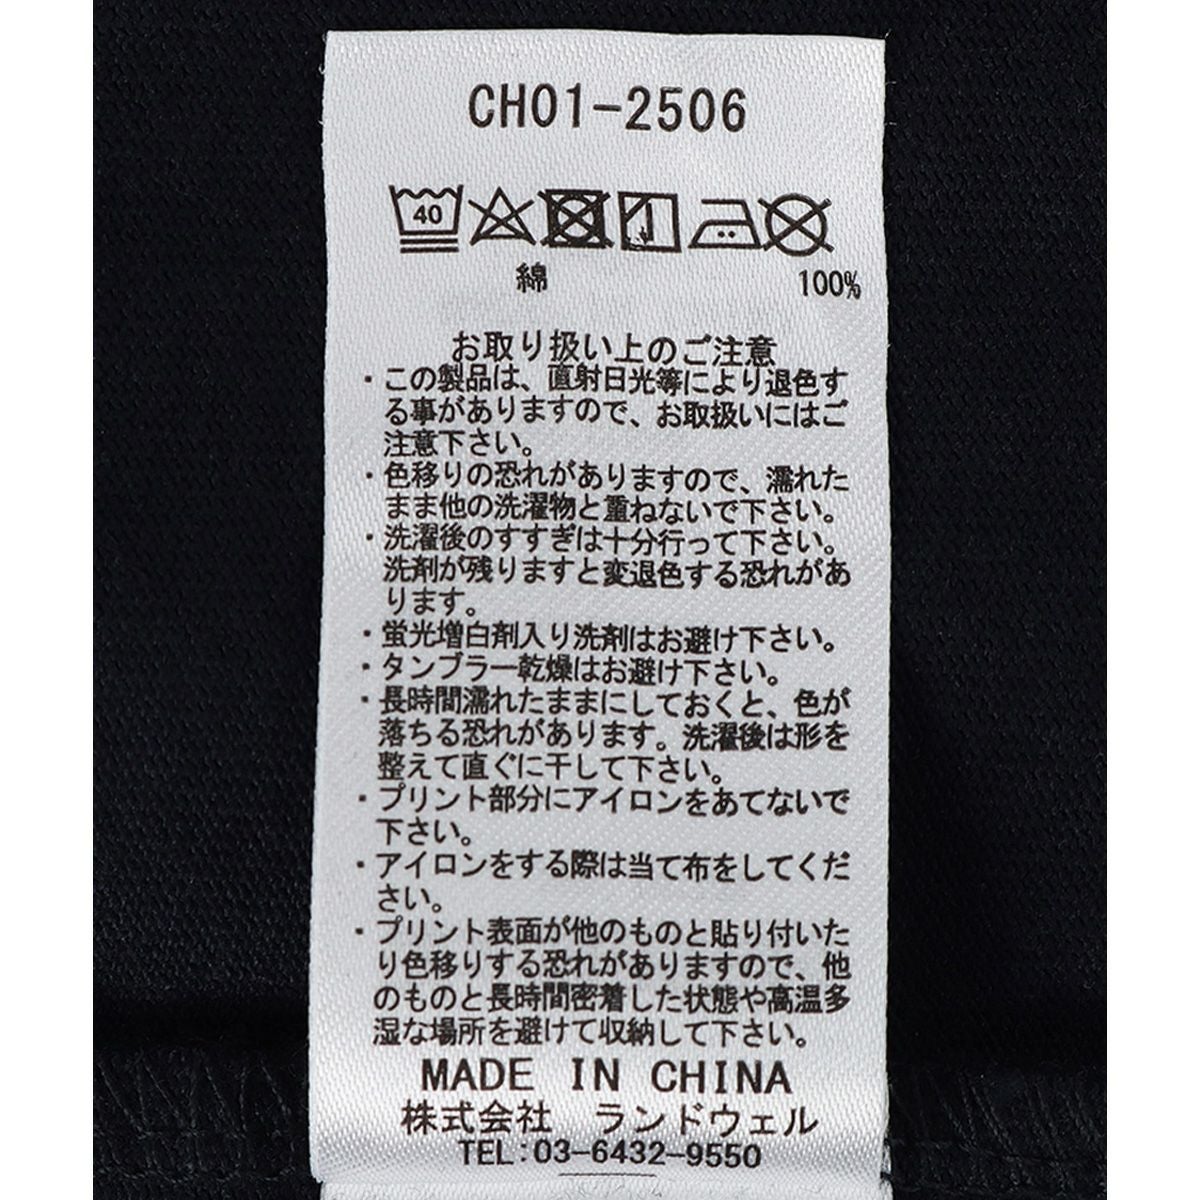 CH01-2506
40
綿 100%
お取り扱い上のご注意
・この製品は、直射日光等により退色す
る事がありますので、お取扱いにはご
注意下さい。
・色移りの恐れがありますので、濡れた
まま他の洗濯物と重ねないで下さい。
・洗濯後のすすぎは十分行って下さい。
洗剤が残りますと変退色する恐れがあ
ります。
・蛍光増白剤入り洗剤はお避け下さい。
・タンブラー乾燥はお避け下さい。
・長時間濡れたままにしておくと、色が
落ちる恐れがあります。洗濯後は形を
整えて直ぐに干して下さい。
・プリント部分にアイロンをあてないで
下さい。
・アイロンをする際は当て布をしてくだ
さい。
・プリント表面が他のものと貼り付いた
り色移りする恐れがありますので、他
のものと長時間密着した状態や高温多
湿な場所を避けて収納して下さい。
MADE IN CHINA
株式会社 ランドウェル
TEL:03-6432-9550